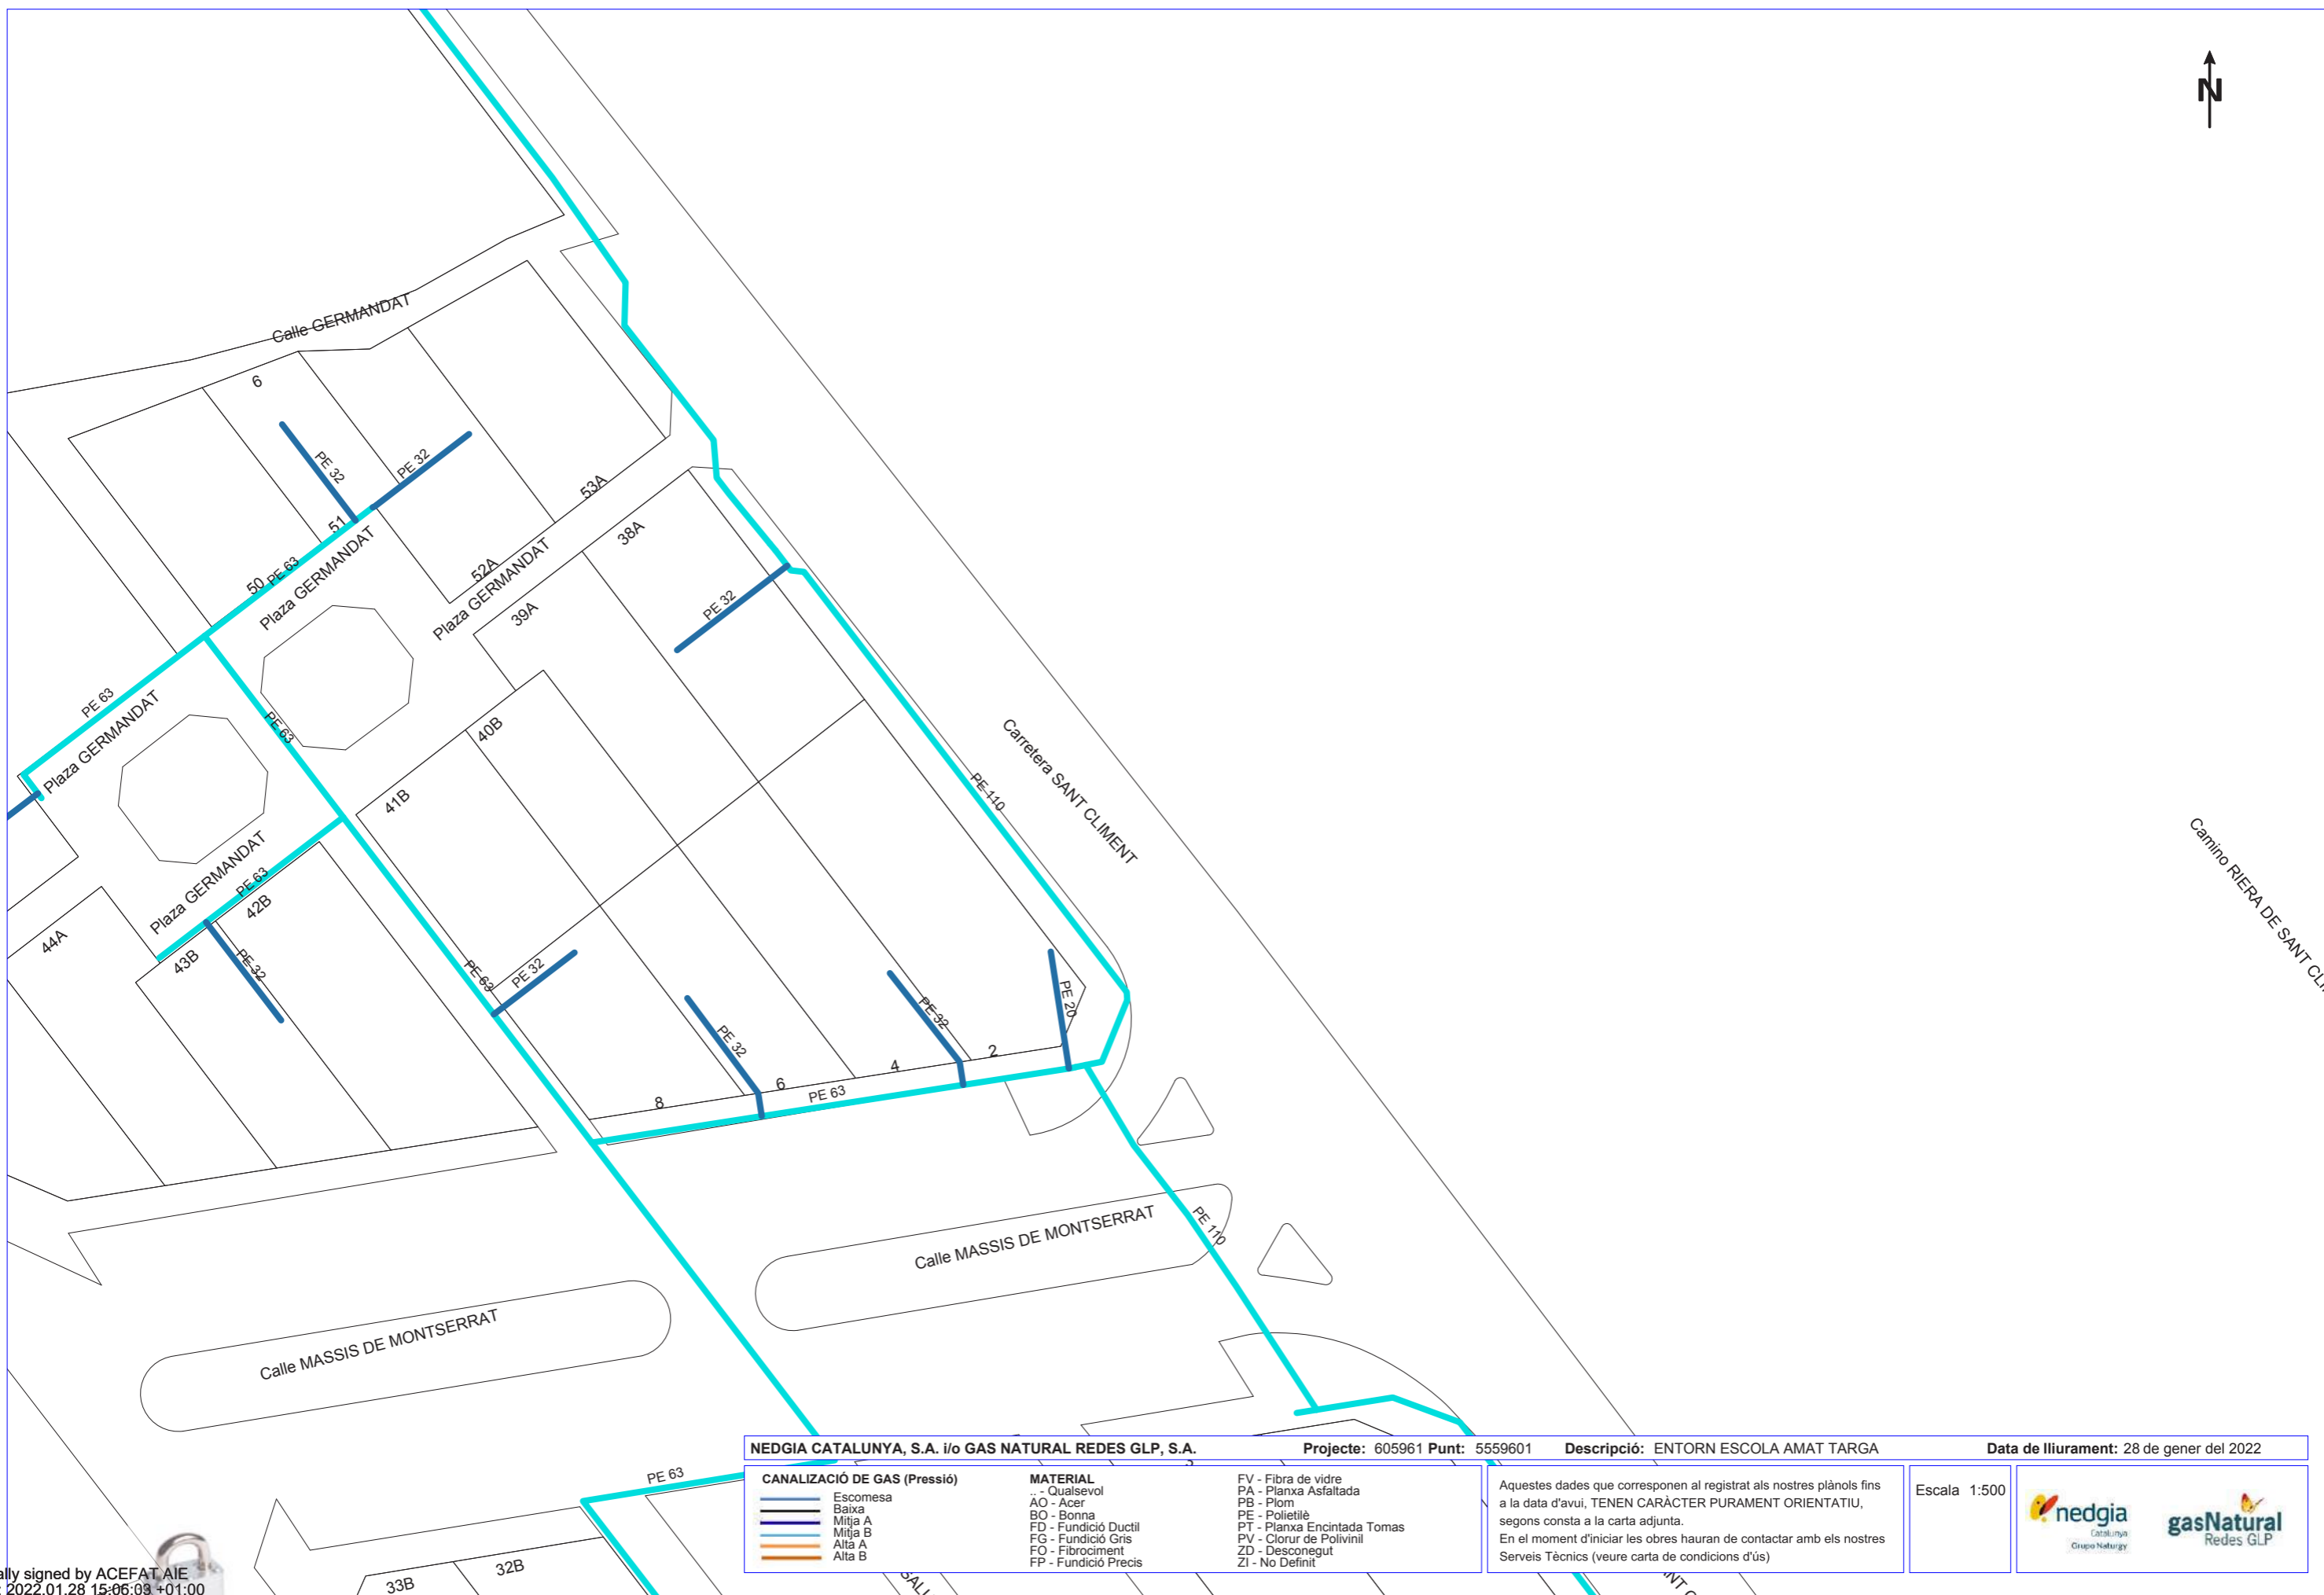 N
Calle GERMANDAT
6
PE 32
PE 32
51
53A
50
PE 63
Plaza GERMANDAT
52A
Plaza GERMANDAT
38A
39A
PE 32
PE 63
Plaza GERMANDAT
PE 63
40B
41B
Carretera SANT CLIMENT
PE 110
Plaza GERMANDAT
PE 63
42B
44A
43B
PE 32
PE 63
PE 32
PE 32
PE 32
PE 20
2
4
6
8
PE 63
Camino RIERA DE SANT
PE 110
Calle MASSIS DE MONTSERRAT
Calle MASSIS DE MONTSERRAT
PE 63
33B
32B
NEDGIA CATALUNYA, S.A. i/o GAS NATURAL REDES GLP, S.A. Projecte: 605961 Punt: 5559601 Descripció: ENTORN ESCOLA AMAT TARGA Data de lliurament: 28 de gener del 2022
CANALIZACIÓ DE GAS (Pressió)
Escomesa
Baixa
Mitja A
Mitja B
Alta A
Alta B
MATERIAL
.. - Qualsevol
AO - Acer
BO - Bonna
FD - Fundició Ductil
FG - Fundició Gris
FO - Fibrociment
FP - Fundició Precis
FV - Fibra de vidre
PA - Planxa Asfaltada
PB - Plom
PE - Polietilè
PT - Planxa Encintada Tomas
PV - Clorur de Polivinil
ZD - Desconegut
ZI - No Definit
Aquestes dades que corresponen al registrat als nostres plànols fins
a la data d'avui, TENEN CARÀCTER PURAMENT ORIENTATIU,
segons consta a la carta adjunta.
En el moment d'iniciar les obres hauran de contactar amb els nostres
Serveis Tècnics (veure carta de condicions d'ús)
Escala 1:500
nedgia
Catalunya
Grupo Naturgy
gasNatural
Redes GLP
ally signed by ACEFAT AIE
2022.01.28 15:06:03 +01:00